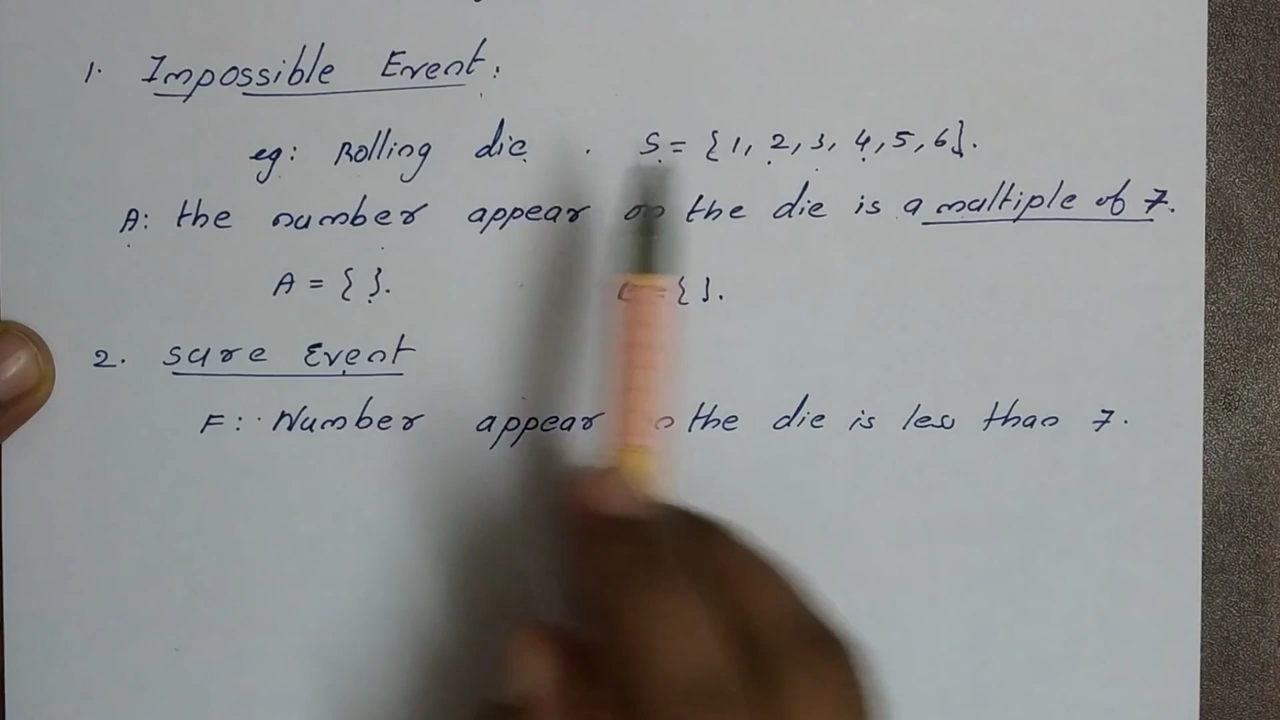 1. Impossible Event:
eg: Rolling die. S = {1, 2, 3, 4, 5, 6}.
A: the number appear on the die is a multiple of 7.
A = { }. = { }.
2. Sure Event
F: Number appear the die is less than 7.